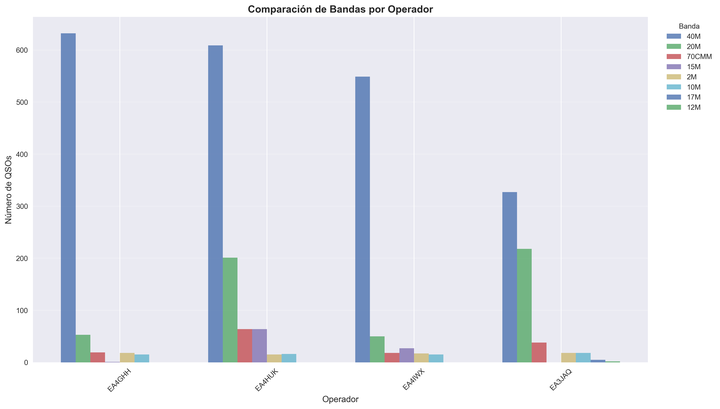 Comparación de Bandas por Operador
Banda
40M
20M
70CMM
15M
2M
10M
17M
12M
Número de QSOs
600
500
400
300
200
100
0
EA4GHH
EA4HUK
EA4IWX
EA3JAQ
Operador